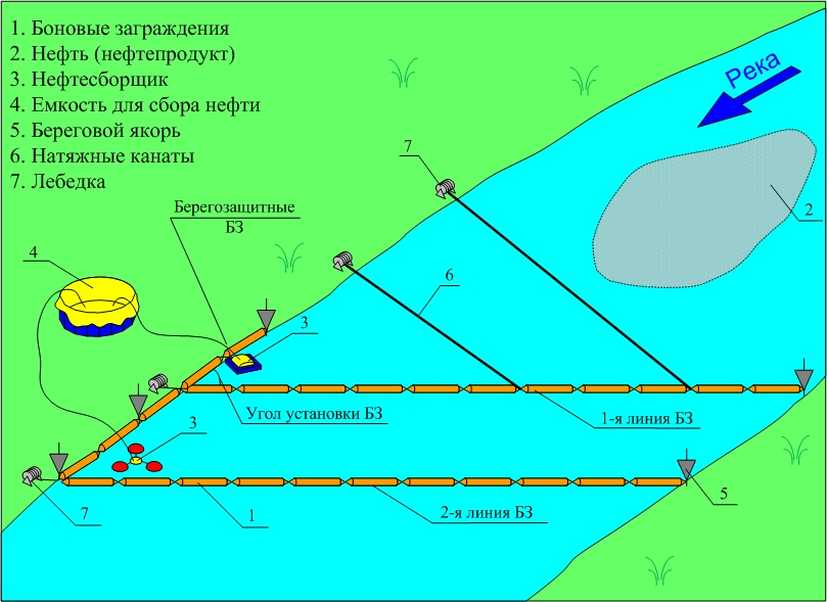 1. Боновые заграждения
2. Нефть (нефтепродукт)
3. Нефтесборщик
4. Емкость для сбора нефти
5. Береговой якорь
6. Натяжные канаты
7. Лебедка
Река
7
2
Берегозащитные
БЗ
4
6
3
Угол установки БЗ
1-я линия БЗ
3
5
7
1
2-я линия БЗ